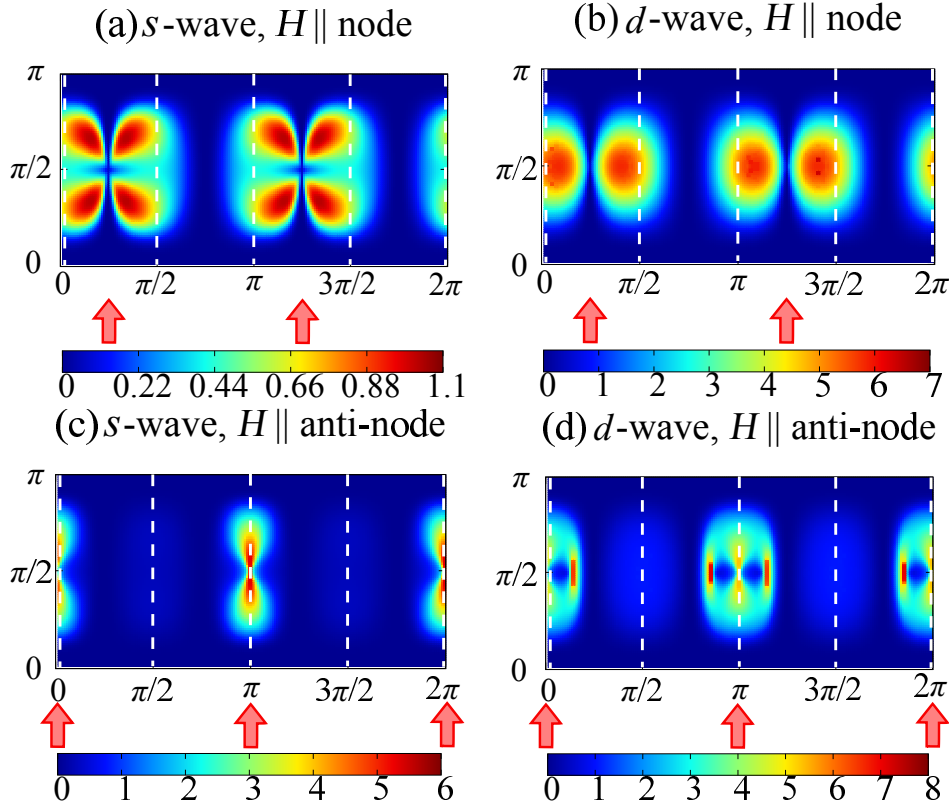 (a) s-wave, H || node
(b) d-wave, H || node
π
π/2
0
0 π/2 π 3π/2 2π
0 0.22 0.44 0.66 0.88 1.1
π
π/2
0
0 π/2 π 3π/2 2π
0 1 2 3 4 5 6 7
(c) s-wave, H || anti-node
(d) d-wave, H || anti-node
π
π/2
0
0 π/2 π 3π/2 2π
0 1 2 3 4 5 6
π
π/2
0
0 π/2 π 3π/2 2π
0 1 2 3 4 5 6 7 8